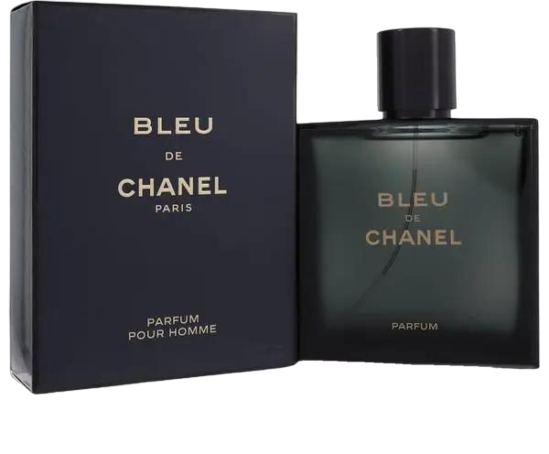 BLEU
DE
CHANEL
PARIS
PARFUM
POUR HOMME
BLEU
DE
CHANEL
PARFUM